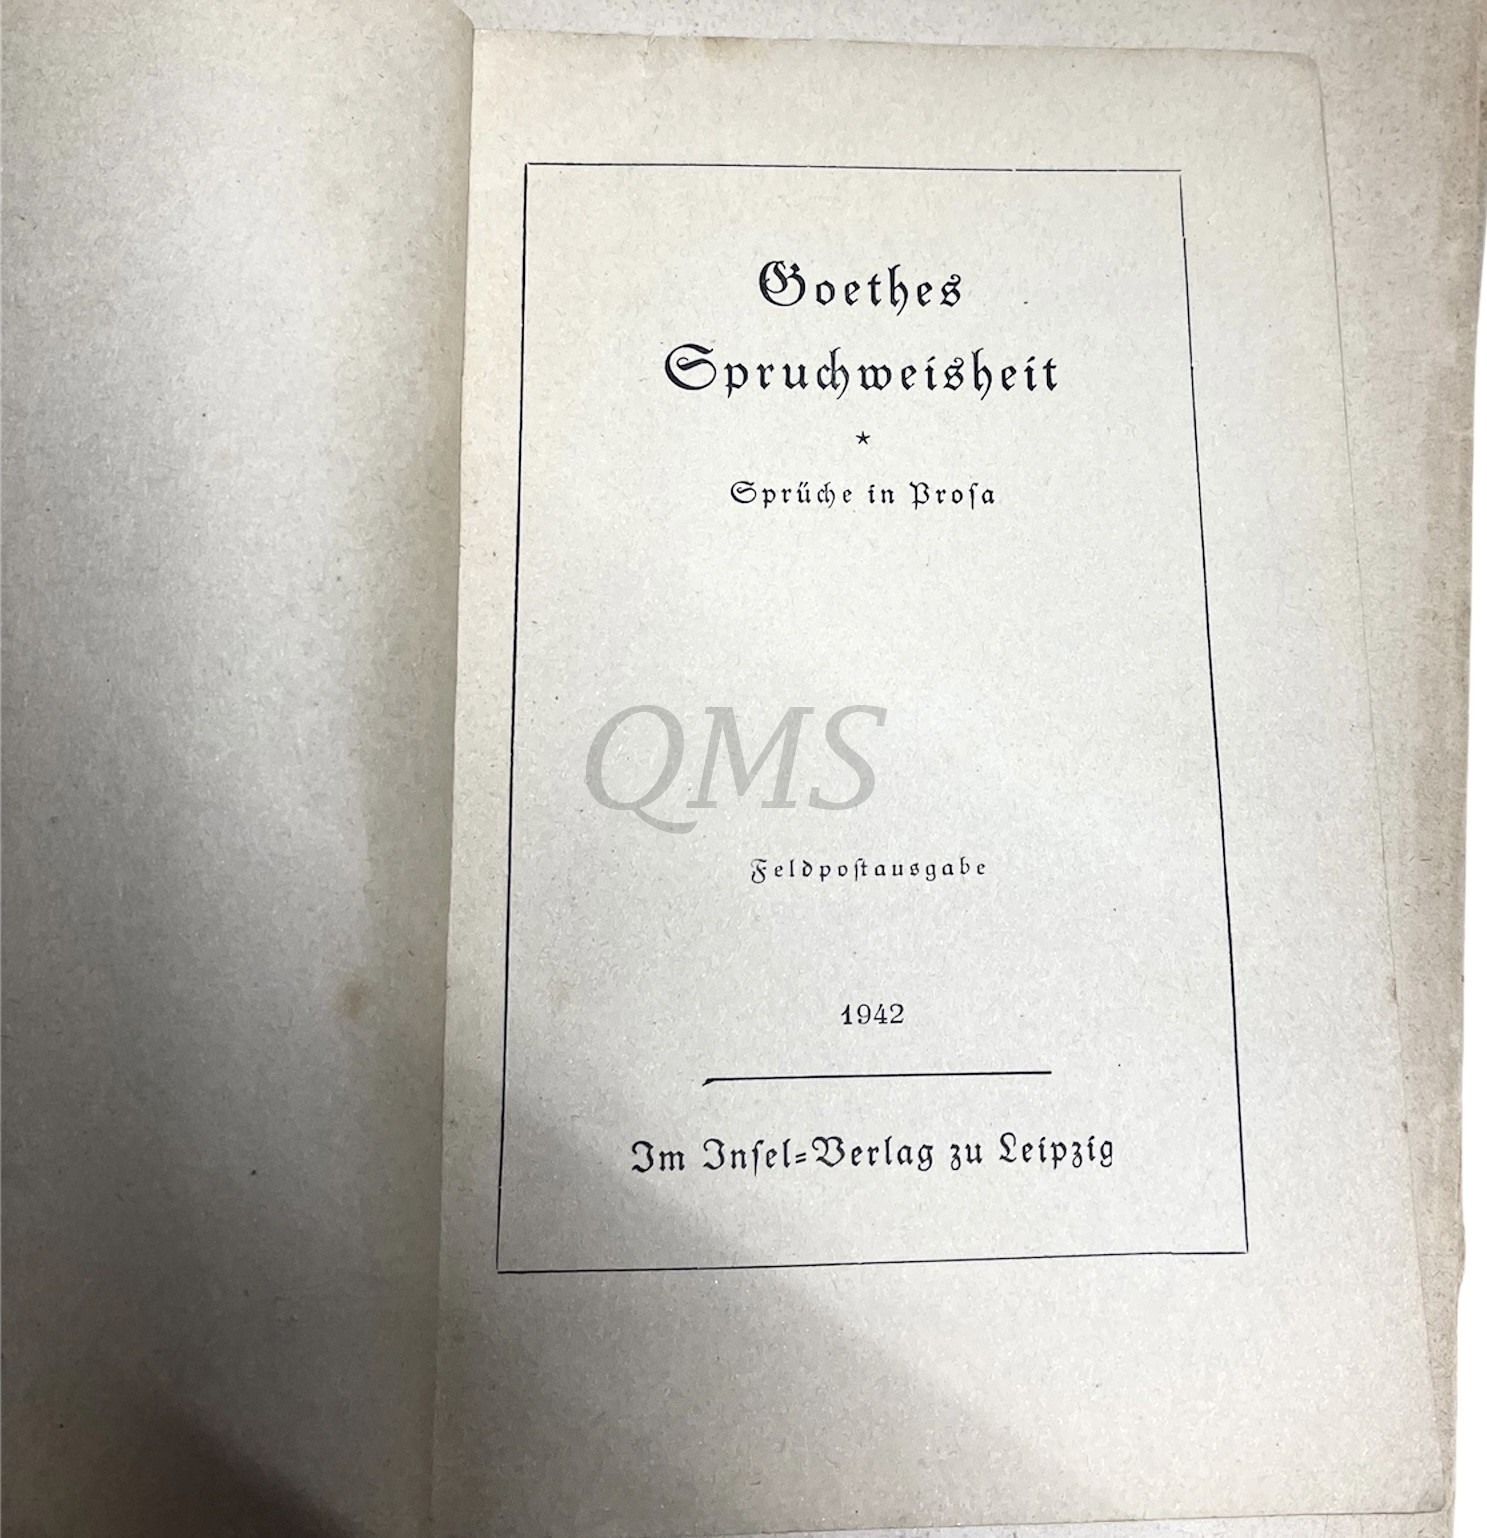 Goethes
Spruchweisheit
*
Sprüche in Prosa
QMS
Feldpostausgabe
1942
Im Insel-Verlag zu Leipzig